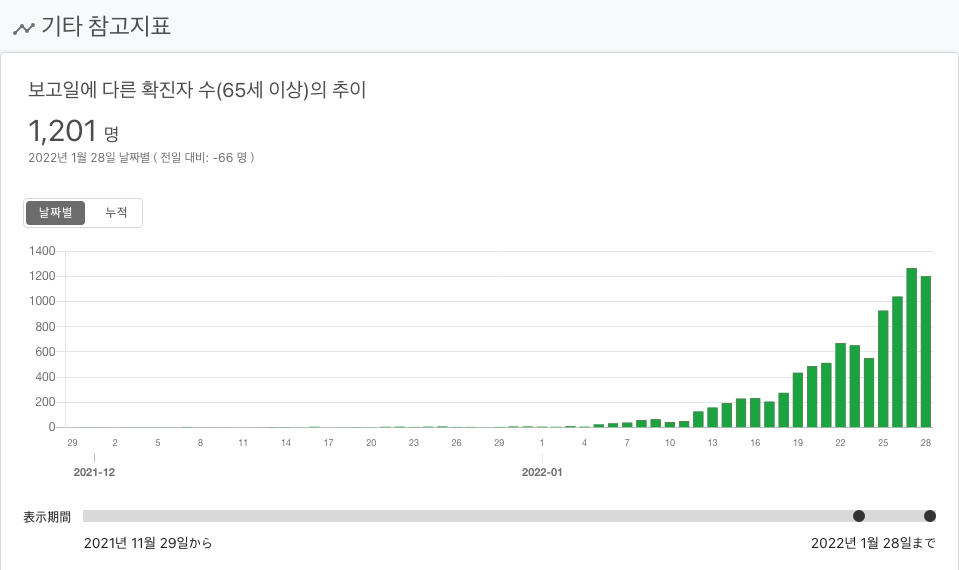 기타 참고지표
보고일에 다른 확진자 수(65세 이상)의 추이
1,201 명
2022년 1월 28일 날짜별 ( 전일 대비: -66 명 )
날짜별 누적
1400
1200
1000
800
600
400
200
0
29 2 5 8 11 14 17 20 23 26 29 1 4 7 10 13 16 19 22 25 28
2021-12 2022-01
表示期間
2021년 11월 29일から 2022년 1월 28일まで